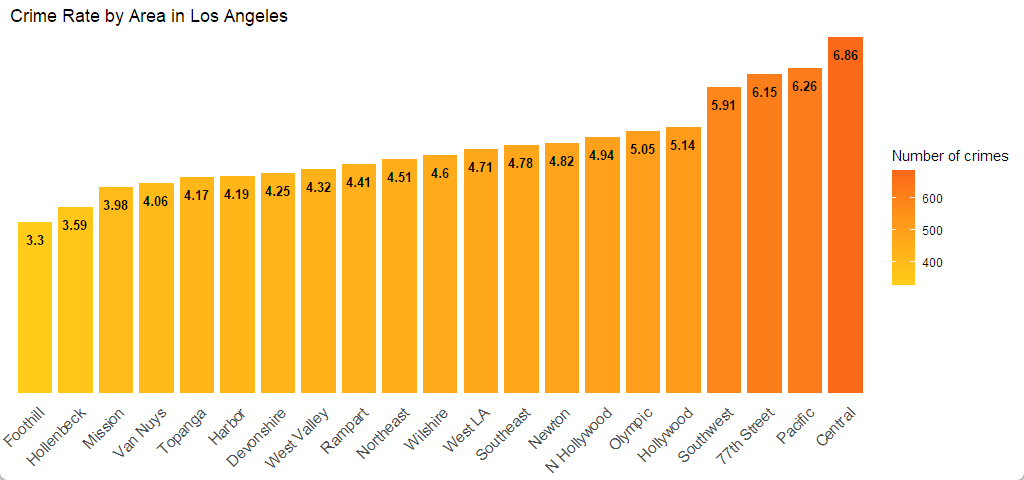 Crime Rate by Area in Los Angeles
3.3
3.59
3.98
4.06
4.17
4.19
4.25
4.32
4.41
4.51
4.6
4.71
4.78
4.82
4.94
5.05
5.14
5.91
6.15
6.26
6.86
Foothill
Hollenbeck
Mission
Van Nuys
Topanga
Harbor
Devonshire
West Valley
Rampart
Northeast
Wilshire
West LA
Southeast
Newton
N Hollywood
Olympic
Hollywood
Southwest
77th Street
Pacific
Central
Number of crimes
600
500
400